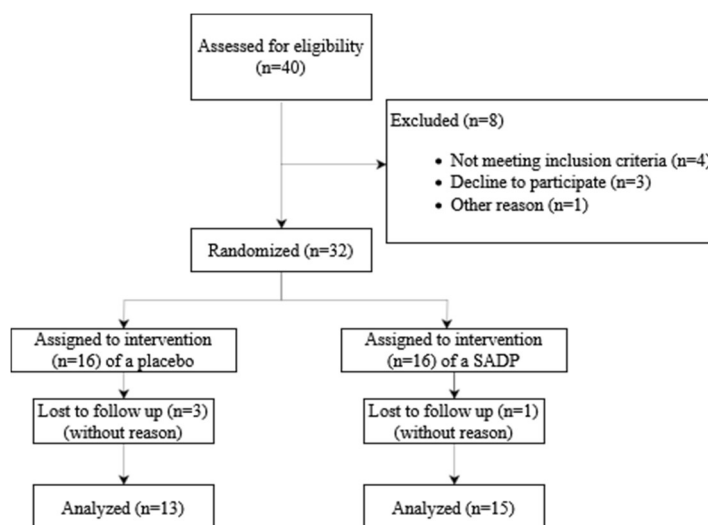 Assessed for eligibility
(n=40)
Excluded (n=8)
• Not meeting inclusion criteria (n=4)
• Decline to participate (n=3)
• Other reason (n=1)
Randomized (n=32)
Assigned to intervention
(n=16) of a placebo
Assigned to intervention
(n=16) of a SADP
Lost to follow up (n=3)
(without reason)
Lost to follow up (n=1)
(without reason)
Analyzed (n=13)
Analyzed (n=15)